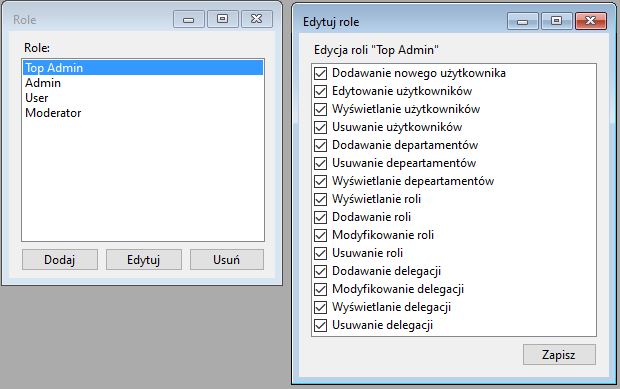 Role
Role:
Top Admin
Admin
User
Moderator
Dodaj
Edytuj
Usuń
Edytuj role
Edycja roli "Top Admin"
Dodawanie nowego użytkownika
Edytowanie użytkowników
Wyświetlanie użytkowników
Usuwanie użytkowników
Dodawanie departamentów
Usuwanie depeartamentów
Wyświetlanie depeartamentów
Wyświetlanie roli
Dodawanie roli
Modyfikowanie roli
Usuwanie roli
Dodawanie delegacji
Modyfikowanie delegacji
Wyświetlanie delegacji
Usuwanie delegacji
Zapisz